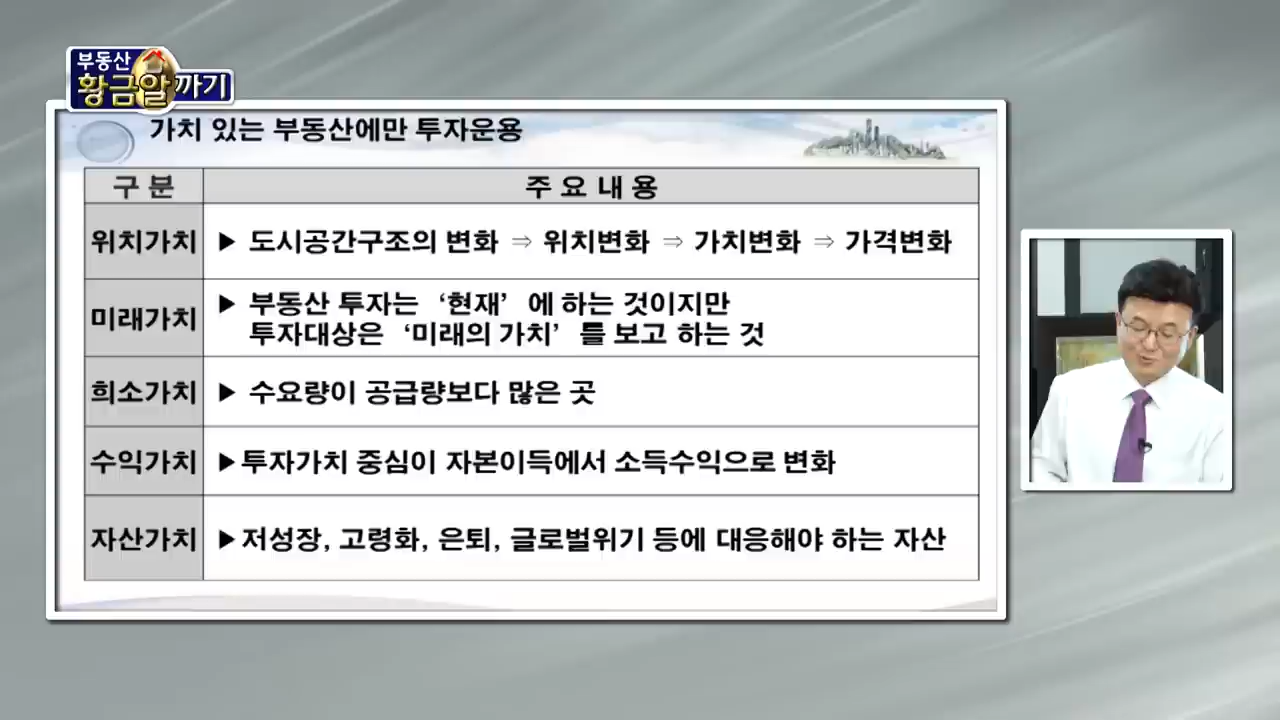 부동산
황금알까기
가치 있는 부동산에만 투자운용
구 분
주 요 내 용
위치가치
▶ 도시공간구조의 변화 ⇒ 위치변화 ⇒ 가치변화 ⇒ 가격변화
미래가치
▶ 부동산 투자는 ‘현재’ 에 하는 것이지만
투자대상은 ‘미래의 가치’ 를 보고 하는 것
희소가치
▶ 수요량이 공급량보다 많은 곳
수익가치
▶투자가치 중심이 자본이득에서 소득수익으로 변화
자산가치
▶저성장, 고령화, 은퇴, 글로벌위기 등에 대응해야 하는 자산